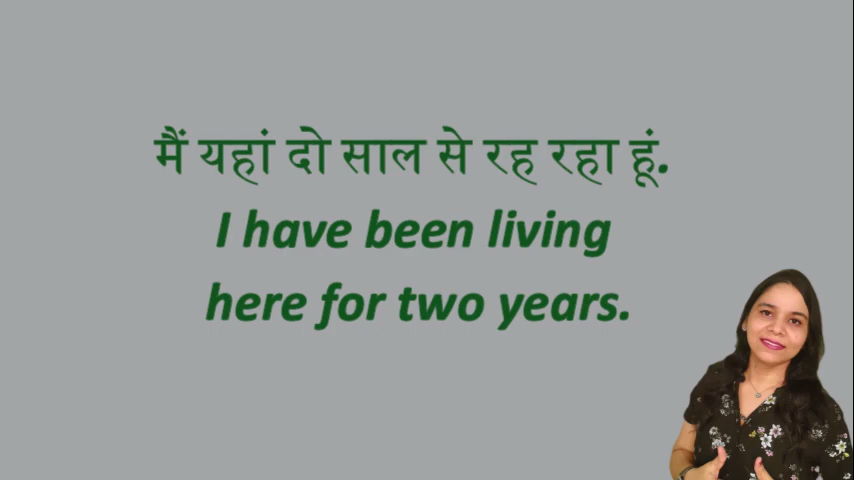 मैं यहां दो साल से रह रहा हूं.
I have been living
here for two years.